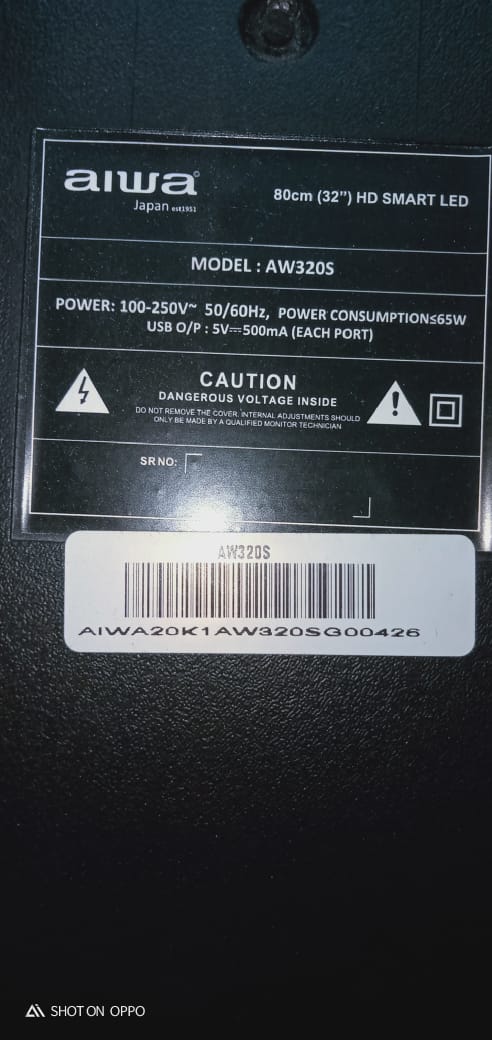 aiwa
Japan est1951
80cm (32”) HD SMART LED
MODEL : AW320S
POWER: 100-250V~ 50/60Hz, POWER CONSUMPTION≤65W
USB O/P : 5V⎓500mA (EACH PORT)
CAUTION
DANGEROUS VOLTAGE INSIDE
DO NOT REMOVE THE COVER. INTERNAL ADJUSTMENTS SHOULD
ONLY BE MADE BY A QUALIFIED MONITOR TECHNICIAN
SR NO:
AW320S
AIWA20K1AW320SG00426
SHOT ON OPPO